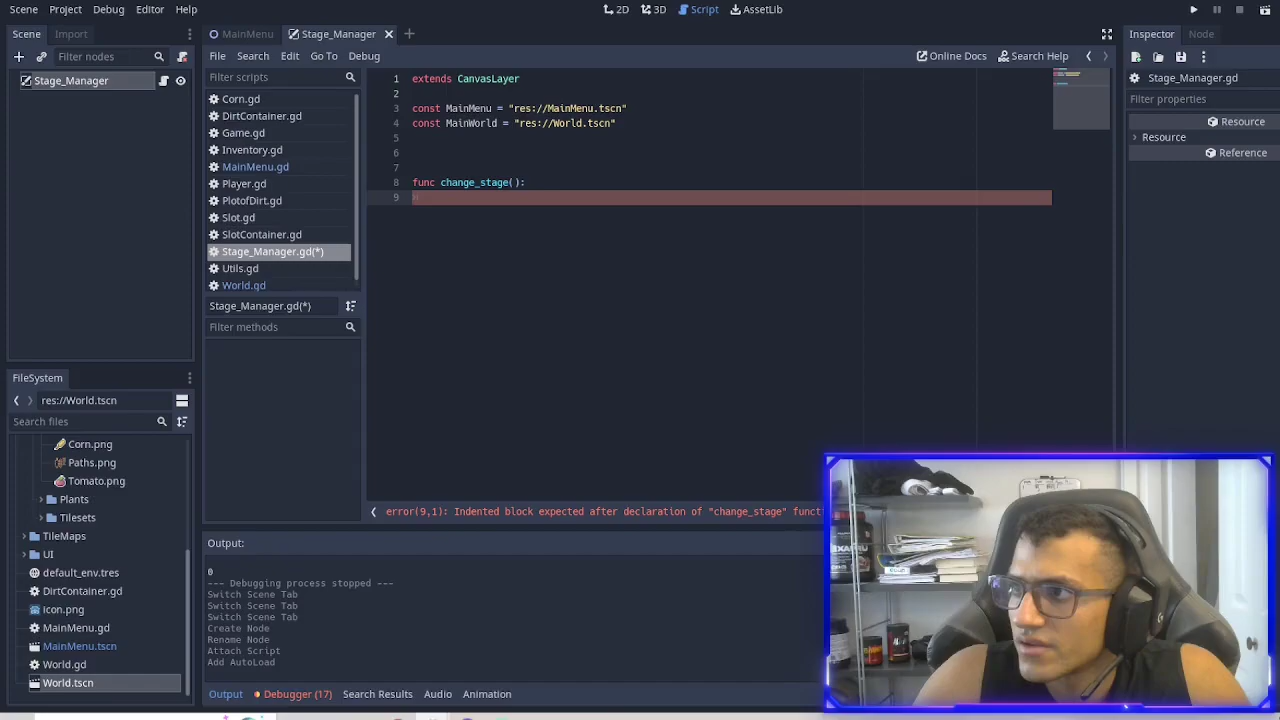 Scene Project Debug Editor Help
2D 3D Script AssetLib
Scene Import
MainMenu Stage_Manager
Inspector Node
Filter nodes
File Search Edit Go To Debug
Online Docs Search Help
Stage_Manager
Filter scripts
Corn.gd
DirtContainer.gd
Game.gd
Inventory.gd
MainMenu.gd
Player.gd
PlotofDirt.gd
Slot.gd
SlotContainer.gd
Stage_Manager.gd(*)
Utils.gd
World.gd
Stage_Manager.gd(*)
Filter methods
1 extends CanvasLayer
2
3 const MainMenu = "res://MainMenu.tscn"
4 const MainWorld = "res://World.tscn"
5
6
7
8 func change_stage():
9
error(9,1): Indented block expected after declaration of "change_stage" functi
Stage_Manager.gd
Filter properties
Resource
Resource
Reference
FileSystem
res://World.tscn
Search files
Corn.png
Paths.png
Tomato.png
Plants
Tilesets
TileMaps
UI
default_env.tres
DirtContainer.gd
icon.png
MainMenu.gd
MainMenu.tscn
World.gd
World.tscn
Output:
0
--- Debugging process stopped ---
Switch Scene Tab
Switch Scene Tab
Switch Scene Tab
Create Node
Rename Node
Attach Script
Add AutoLoad
Output Debugger (17) Search Results Audio Animation